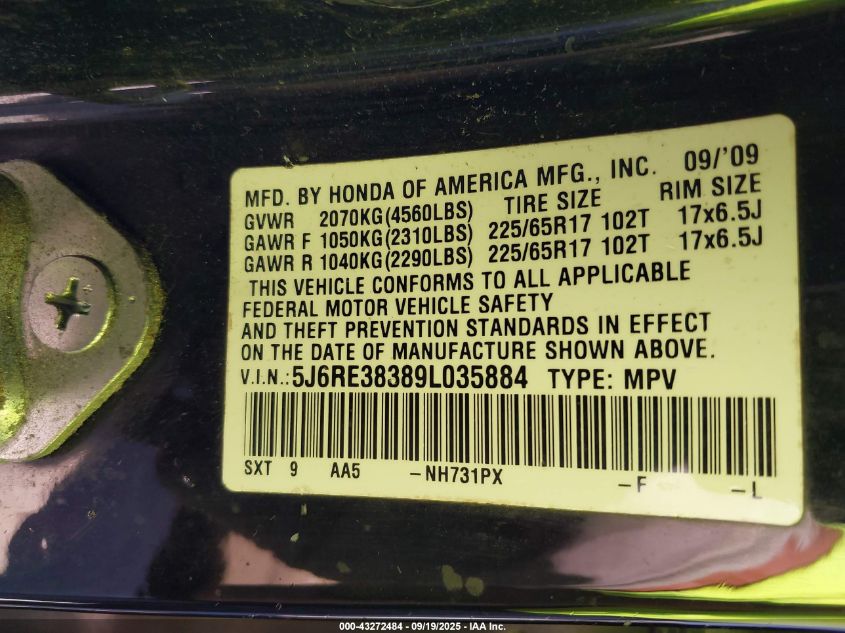 MFD. BY HONDA OF AMERICA MFG., INC. 09/'09
GVWR 2070KG(4560LBS) TIRE SIZE RIM SIZE
GAWR F 1050KG(2310LBS) 225/65R17 102T 17x6.5J
GAWR R 1040KG(2290LBS) 225/65R17 102T 17x6.5J
THIS VEHICLE CONFORMS TO ALL APPLICABLE
FEDERAL MOTOR VEHICLE SAFETY
AND THEFT PREVENTION STANDARDS IN EFFECT
ON THE DATE OF MANUFACTURE SHOWN ABOVE.
V.I.N.:5J6RE38389L035884 TYPE: MPV
SXT 9 AA5 -NH731PX -F -L
000-43272484 - 09/19/2025 - IAA Inc.